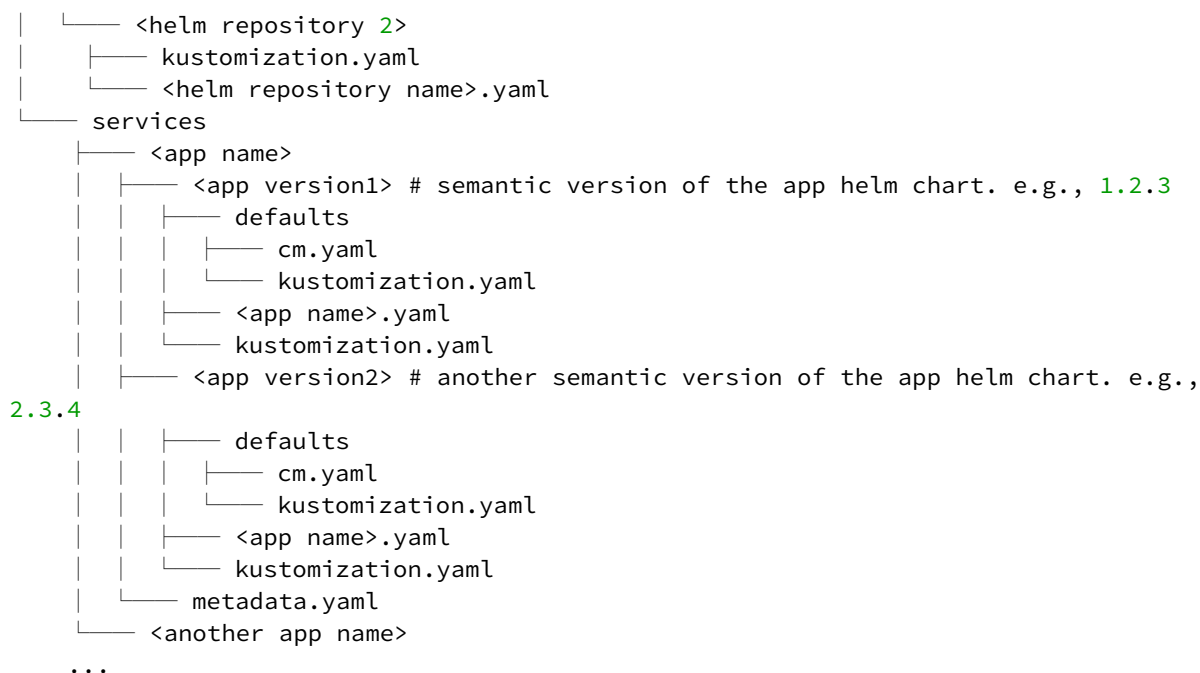 │   └── <helm repository 2>
│       ├── kustomization.yaml
│       └── <helm repository name>.yaml
└── services
    ├── <app name>
    │   ├── <app version1> # semantic version of the app helm chart. e.g., 1.2.3
    │   │   ├── defaults
    │   │   │   ├── cm.yaml
    │   │   │   └── kustomization.yaml
    │   │   ├── <app name>.yaml
    │   │   └── kustomization.yaml
    │   ├── <app version2> # another semantic version of the app helm chart. e.g.,
2.3.4
    │   │   ├── defaults
    │   │   │   ├── cm.yaml
    │   │   │   └── kustomization.yaml
    │   │   ├── <app name>.yaml
    │   │   └── kustomization.yaml
    │   └── metadata.yaml
    └── <another app name>
    ...